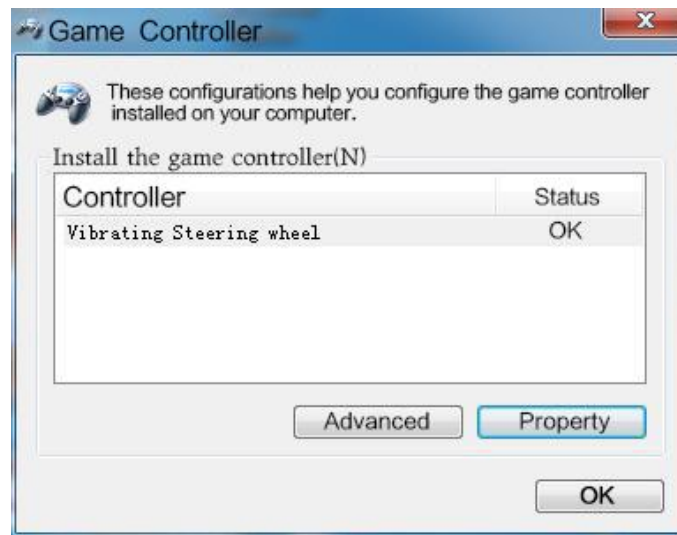 Game Controller
These configurations help you configure the game controller
installed on your computer.
Install the game controller(N)
Controller Status
Vibrating Steering wheel OK
Advanced Property
OK